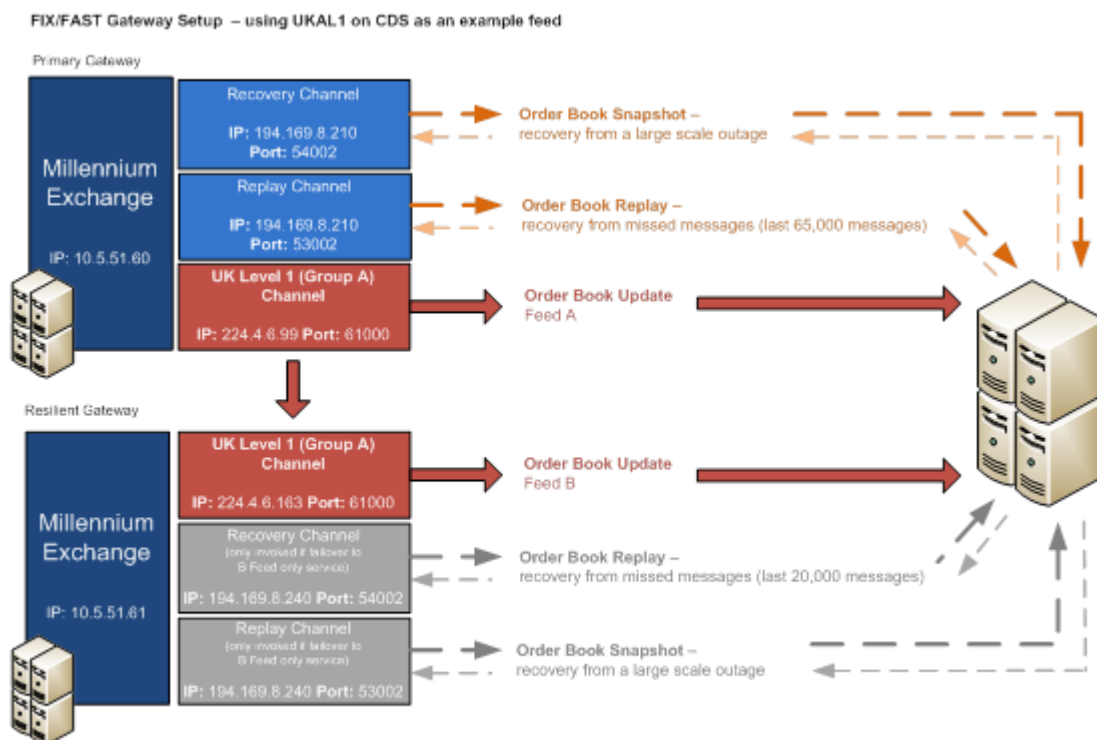 FIX/FAST Gateway Setup – using UKAL1 on CDS as an example feed
Primary Gateway
Millennium
Exchange
IP: 10.5.51.60
Recovery Channel
IP: 194.169.8.210
Port: 54002
Replay Channel
IP: 194.169.8.210
Port: 53002
UK Level 1 (Group A)
Channel
IP: 224.4.6.99 Port: 61000
Order Book Snapshot –
recovery from a large scale outage
Order Book Replay –
recovery from missed messages (last 65,000 messages)
Order Book Update
Feed A
Resilient Gateway
Millennium
Exchange
IP: 10.5.51.61
UK Level 1 (Group A)
Channel
IP: 224.4.6.163 Port: 61000
Recovery Channel
(only invoked if failover to
B Feed only service)
IP: 194.169.8.240 Port: 54002
Replay Channel
(only invoked if failover to
B Feed only service)
IP: 194.169.8.240 Port: 53002
Order Book Update
Feed B
Order Book Replay –
recovery from missed messages (last 20,000 messages)
Order Book Snapshot –
recovery from a large scale outage